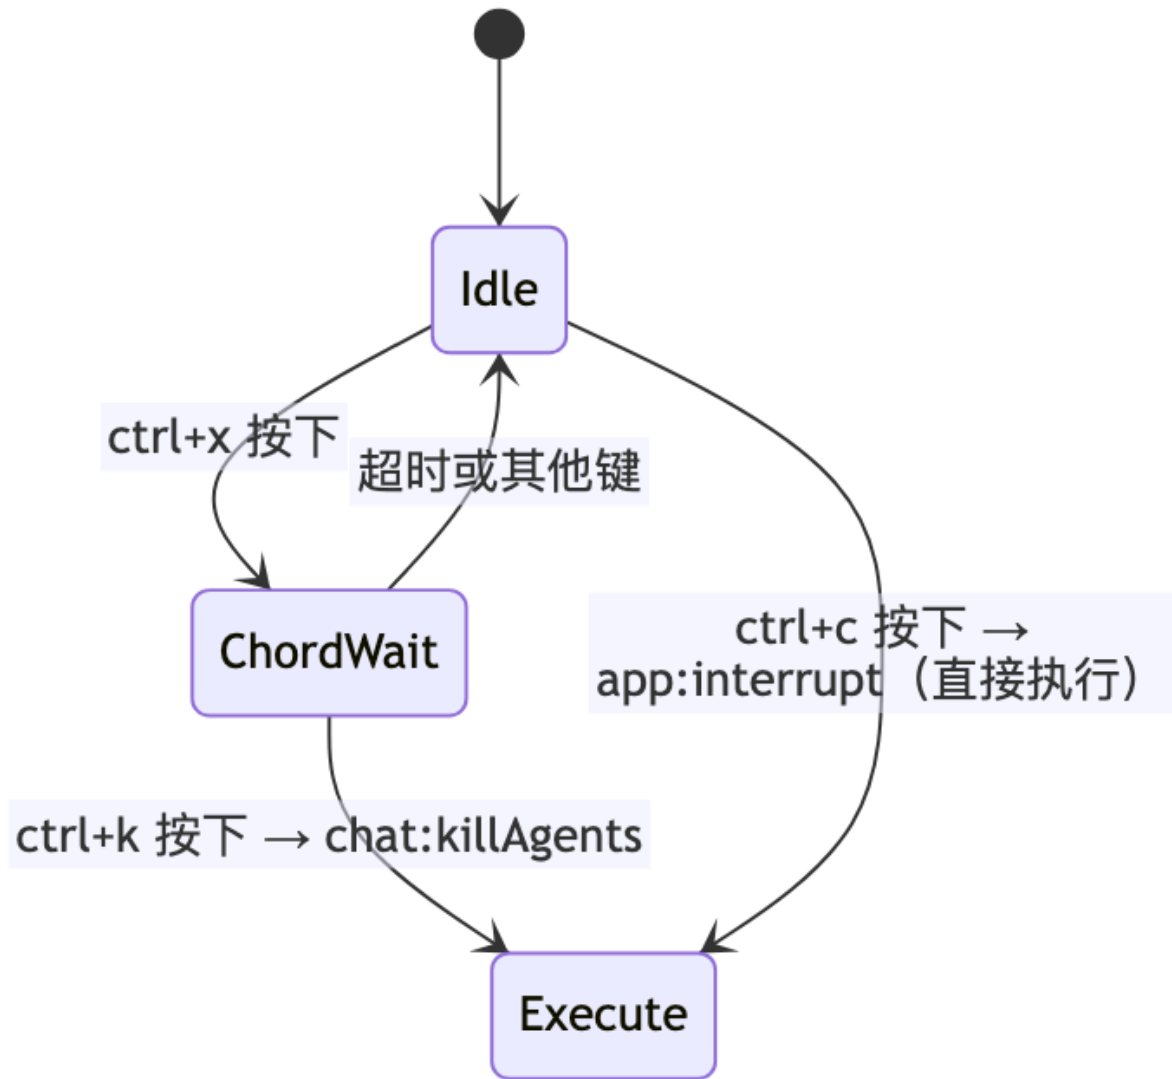 Idle
ctrl+x 按下
超时或其他键
ChordWait
ctrl+c 按下 →
app:interrupt（直接执行）
ctrl+k 按下 → chat:killAgents
Execute